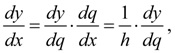 dy/dx = dy/dq · dq/dx = 1/h · dy/dq,